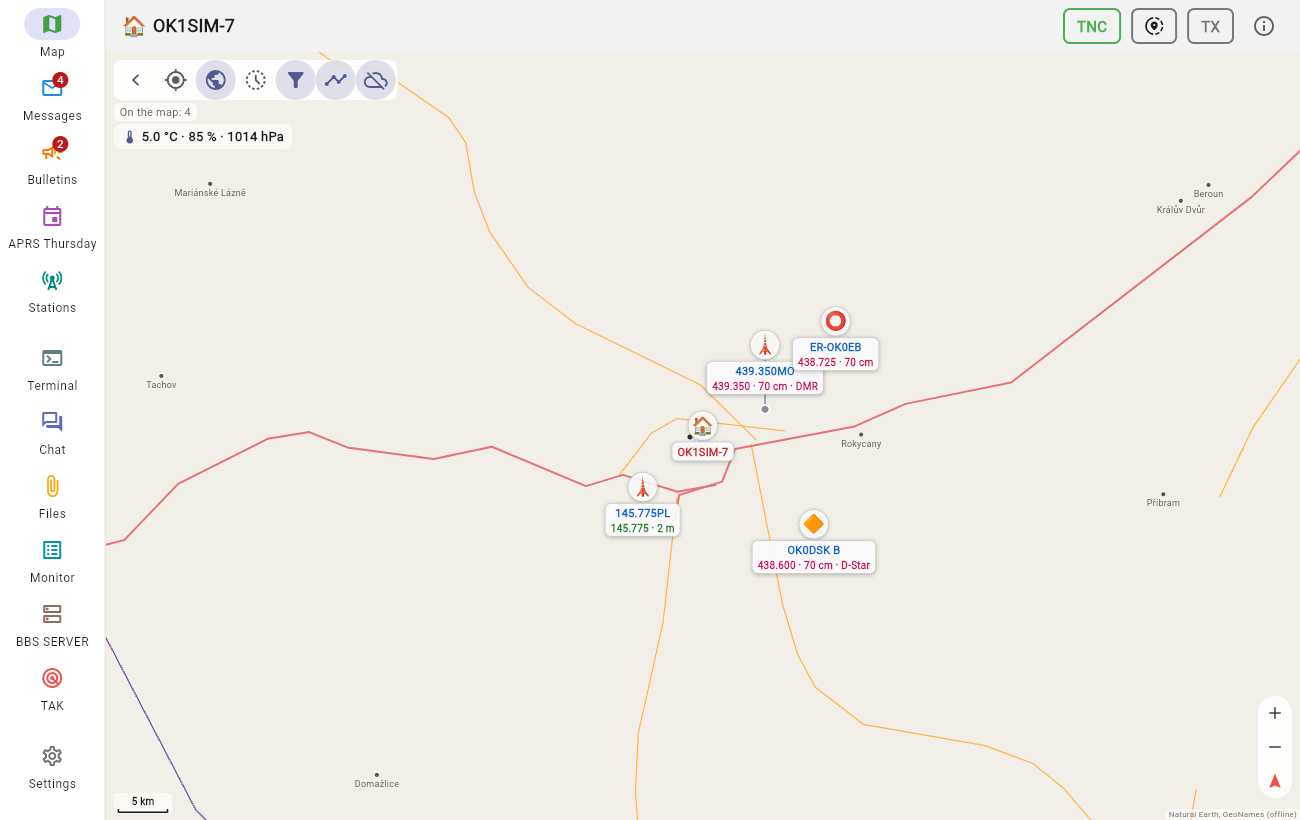 OK1SIM-7
TNC
TX
Map
4
Messages
2
Bulletins
APRS Thursday
Stations
Terminal
Chat
Files
Monitor
BBS SERVER
TAK
Settings
On the map: 4
5.0 °C · 85 % · 1014 hPa
Mariánské Lázně
Beroun
Králův Dvůr
ER-OK0EB
438.725 · 70 cm
439.350MO
439.350 · 70 cm · DMR
Tachov
OK1SIM-7
Rokycany
145.775PL
145.775 · 2 m
Příbram
OK0DSK B
438.600 · 70 cm · D-Star
Domažlice
5 km
Natural Earth, GeoNames (offline)